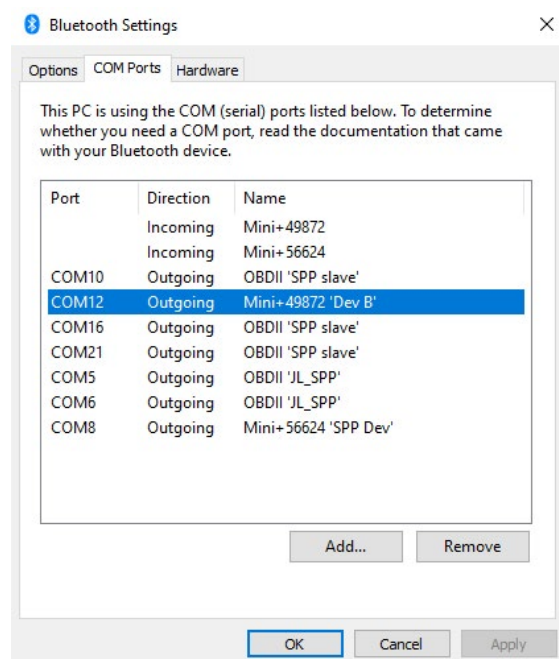 Bluetooth Settings
Options COM Ports Hardware
This PC is using the COM (serial) ports listed below. To determine
whether you need a COM port, read the documentation that came
with your Bluetooth device.
Port Direction Name
Incoming Mini+49872
Incoming Mini+56624
COM10 Outgoing OBDII 'SPP slave'
COM12 Outgoing Mini+49872 'Dev B'
COM16 Outgoing OBDII 'SPP slave'
COM21 Outgoing OBDII 'SPP slave'
COM5 Outgoing OBDII 'JL_SPP'
COM6 Outgoing OBDII 'JL_SPP'
COM8 Outgoing Mini+56624 'SPP Dev'
Add... Remove
OK Cancel Apply